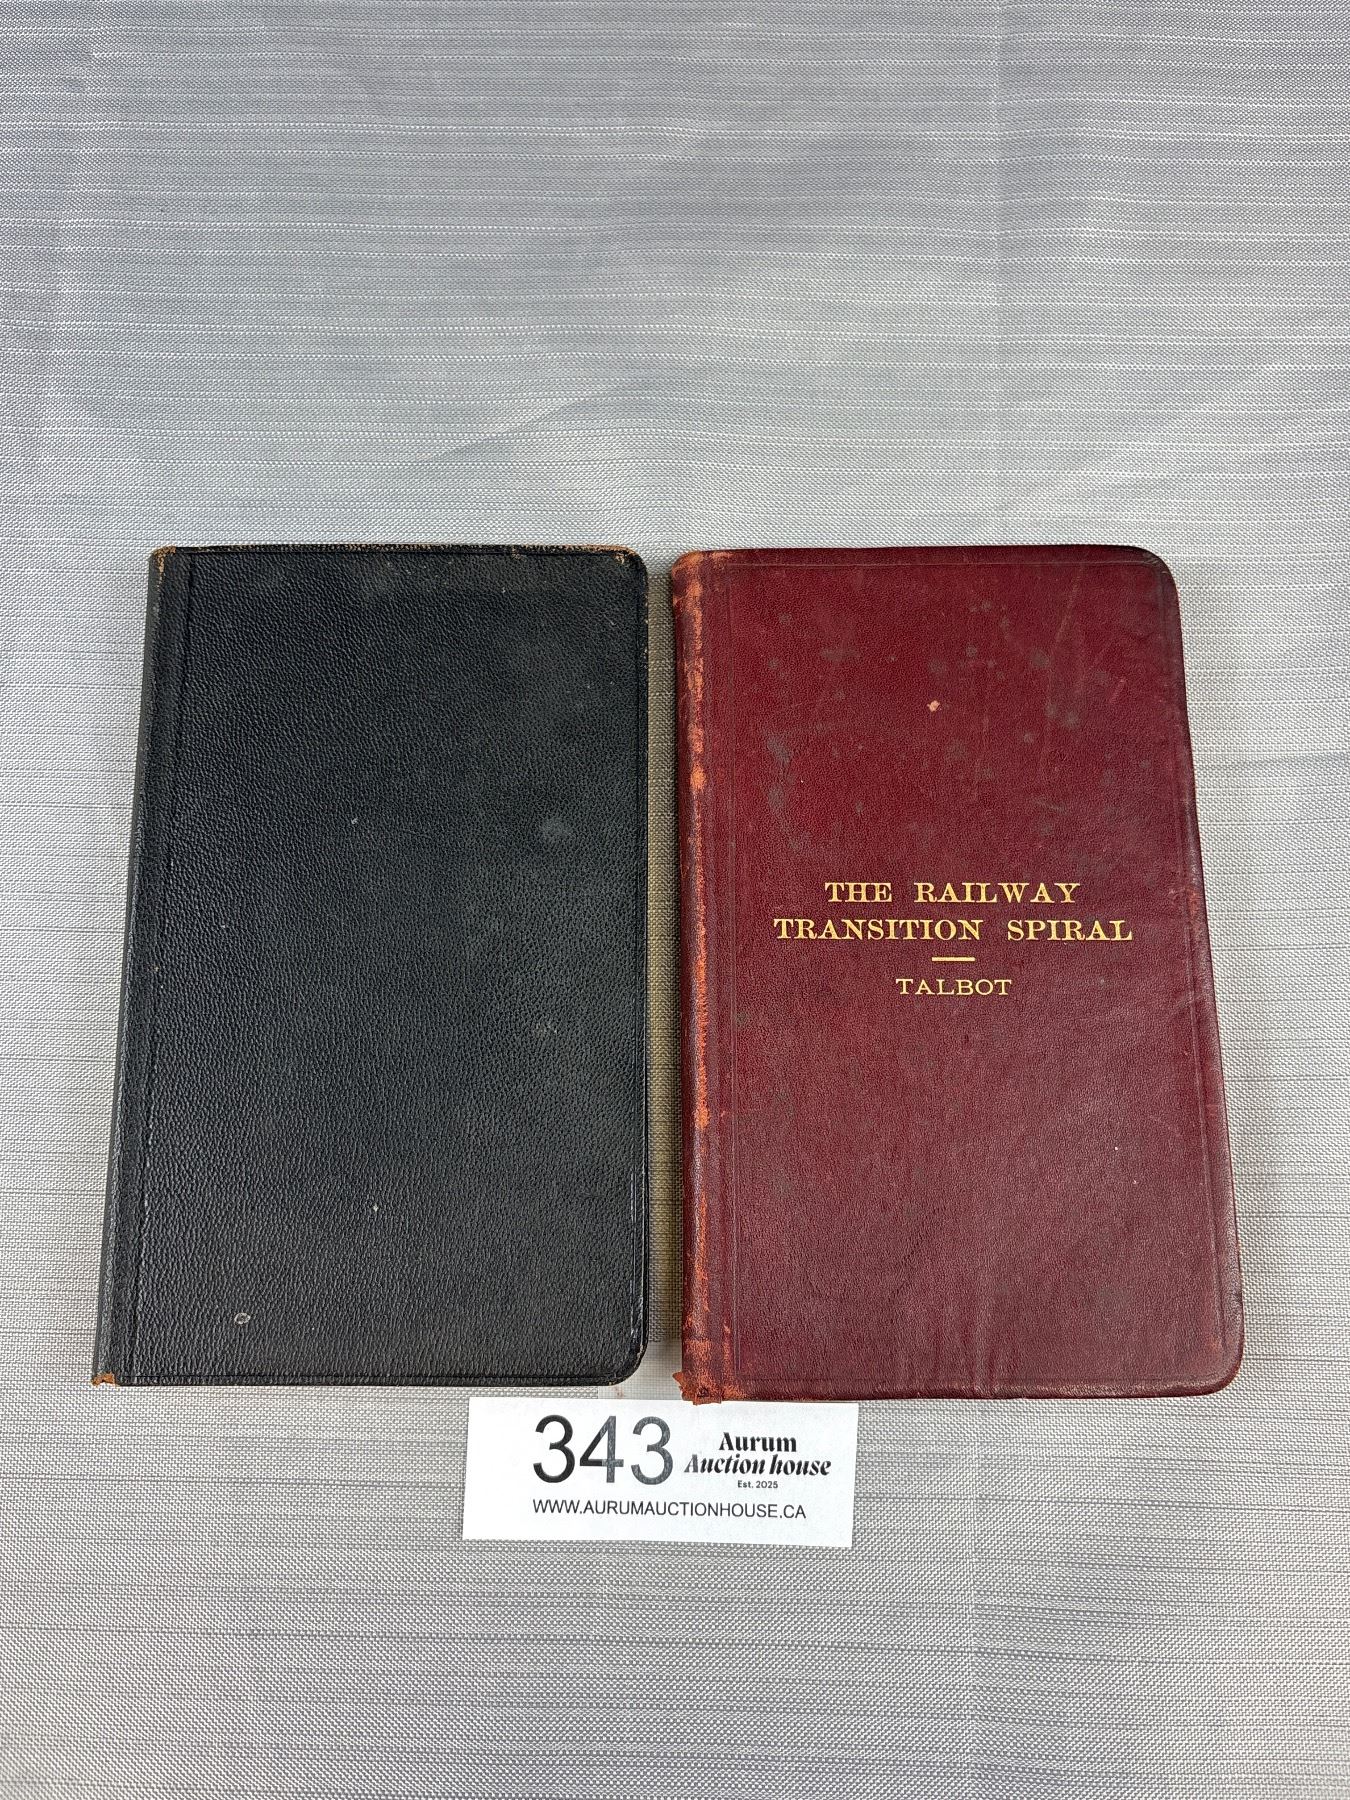 THE RAILWAY
TRANSITION SPIRAL
TALBOT
343
Aurum
Auction house
Est. 2025
WWW.AURUMAUCTIONHOUSE.CA